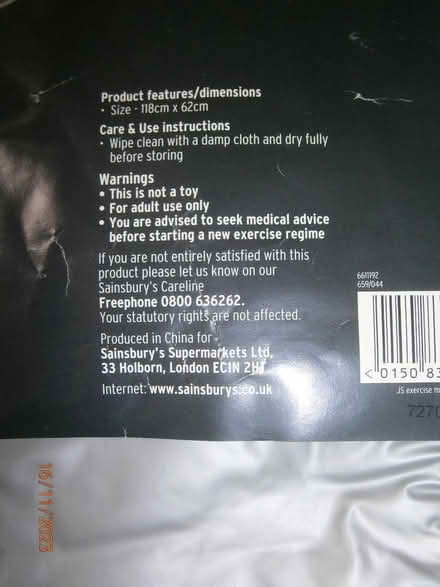 Product features/dimensions
• Size - 118cm x 62cm
Care & Use instructions
• Wipe clean with a damp cloth and dry fully
before storing
Warnings
• This is not a toy
• For adult use only
• You are advised to seek medical advice
before starting a new exercise regime
If you are not entirely satisfied with this
product please let us know on our
Sainsbury's Careline
Freephone 0800 636262.
Your statutory rights are not affected.
Produced in China for
Sainsbury's Supermarkets Ltd,
33 Holborn, London EC1N 2HT
Internet: www.sainsburys.co.uk
6611192
659/044
< 0150 83
JS exercise m
727
16/11/2023